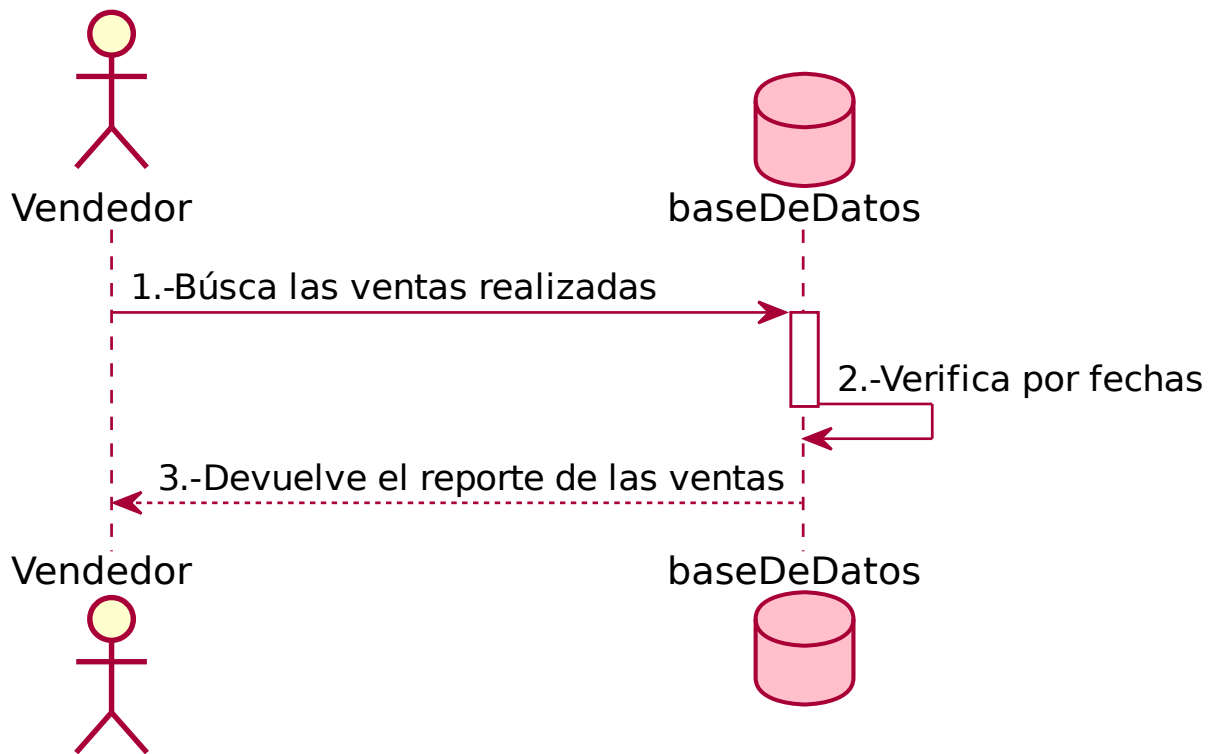 Vendedor
baseDeDatos
1.-Búsca las ventas realizadas
2.-Verifica por fechas
3.-Devuelve el reporte de las ventas
Vendedor
baseDeDatos